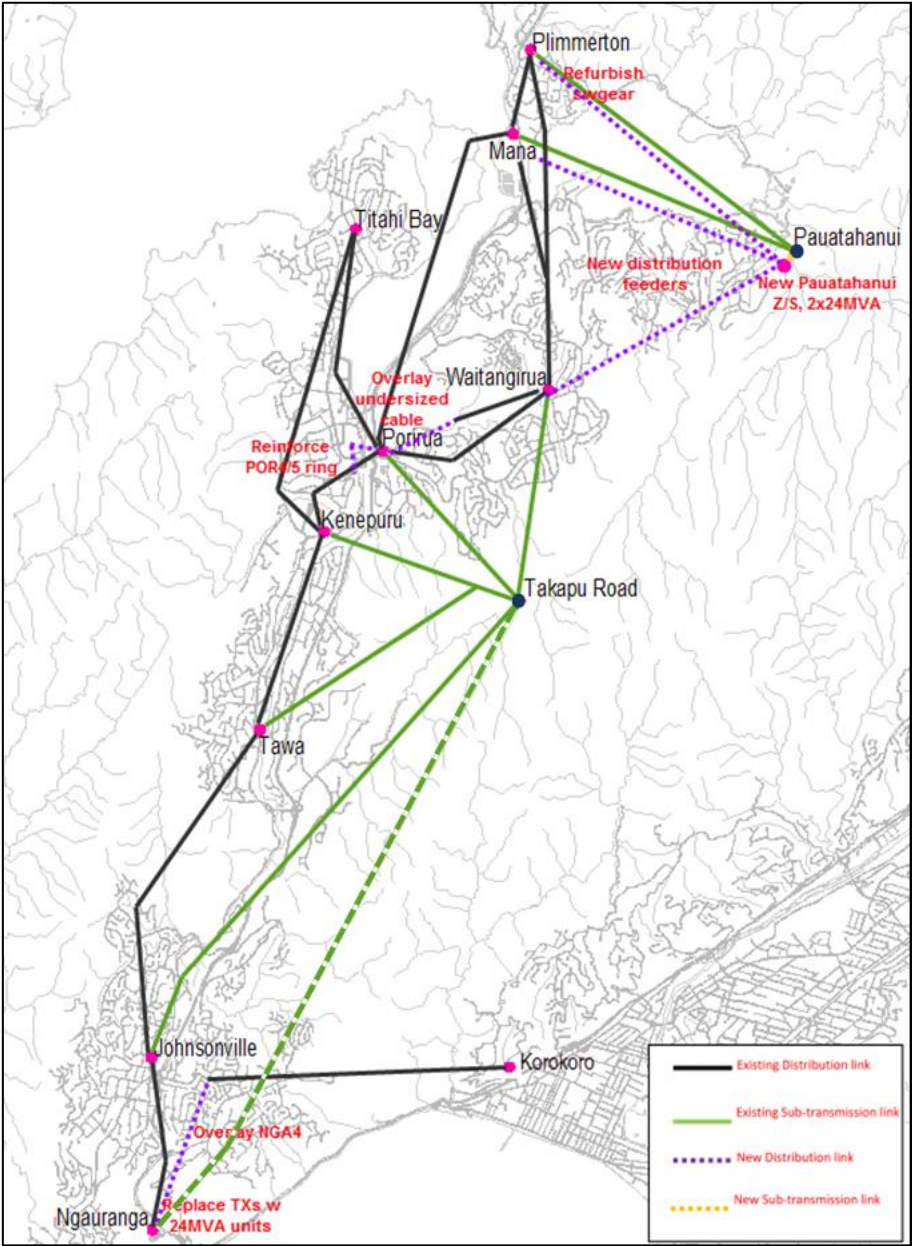 Plimmerton
Refurbish
swgear
Mana
Titahi Bay
Pauatahanui
New distribution
feeders
New Pauatahanui
Z/S, 2x24MVA
Waitangirua
Overlay
undersized
cable
Porirua
Reinforce
POR4/5 ring
Kenepuru
Takapu Road
Tawa
Johnsonville
Korokoro
Overlay NGA4
Replace TXs w
24MVA units
Ngauranga
Existing Distribution link
Existing Sub-transmission link
New Distribution link
New Sub-transmission link